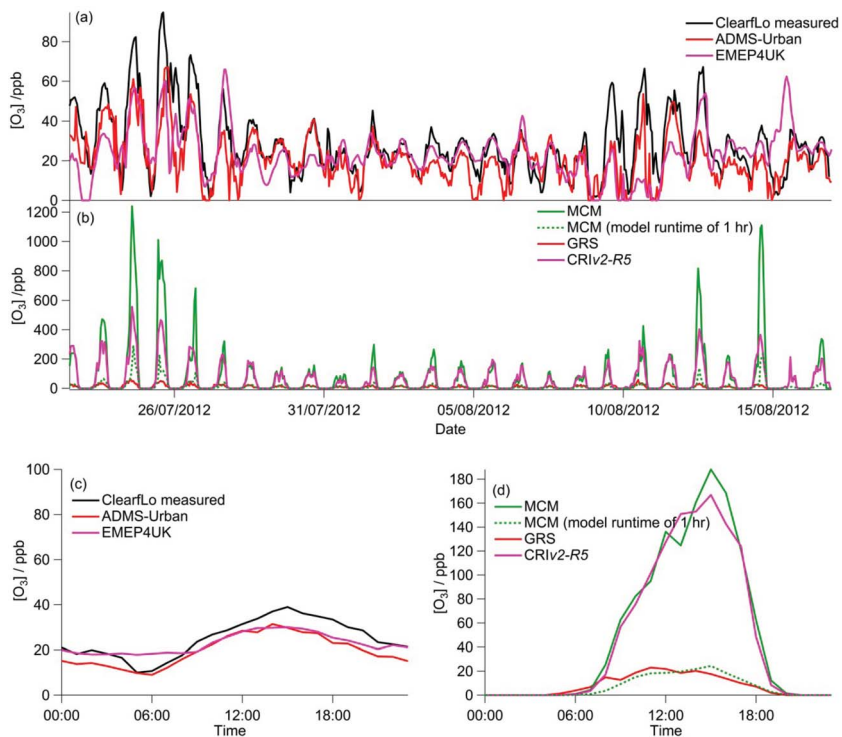 (a)
ClearfLo measured
ADMS-Urban
EMEP4UK
[O3] /ppb
80
60
40
20
0
(b)
MCM
MCM (model runtime of 1 hr)
GRS
CRIv2-R5
[O3] /ppb
1200
1000
800
600
400
200
0
26/07/2012 31/07/2012 05/08/2012 10/08/2012 15/08/2012
Date
(c)
ClearfLo measured
ADMS-Urban
EMEP4UK
[O3] / ppb
100
80
60
40
20
0
00:00 06:00 12:00 18:00
Time
(d)
MCM
MCM (model runtime of 1 hr)
GRS
CRIv2-R5
[O3] / ppb
180
160
140
120
100
80
60
40
20
0
00:00 06:00 12:00 18:00
Time